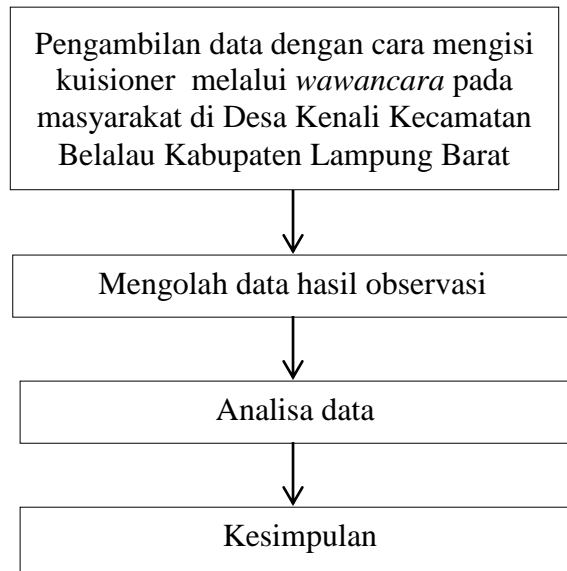 Pengambilan data dengan cara mengisi
kuisioner melalui wawancara pada
masyarakat di Desa Kenali Kecamatan
Belalau Kabupaten Lampung Barat
Mengolah data hasil observasi
Analisa data
Kesimpulan